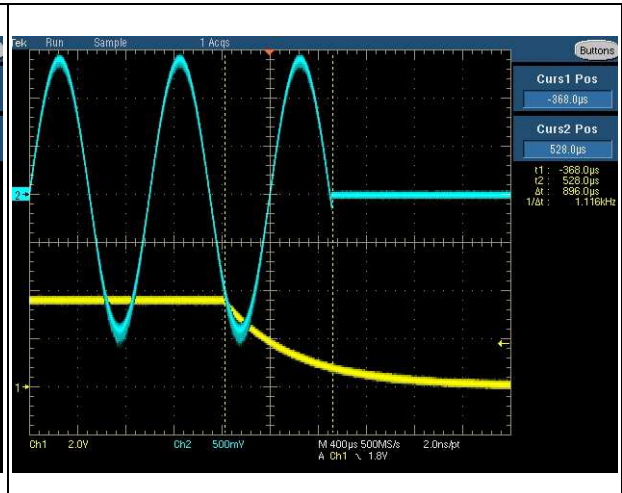 Tek Run Sample 1 Acqs
Buttons
Curs1 Pos
-368.0µs
Curs2 Pos
528.0µs
t1 : -368.0µs
t2 : 528.0µs
Δt : 896.0µs
1/Δt : 1.116kHz
2
1
Ch1 2.0V Ch2 500mV M 400µs 500MS/s 2.0ns/pt
A Ch1 \ 1.8V